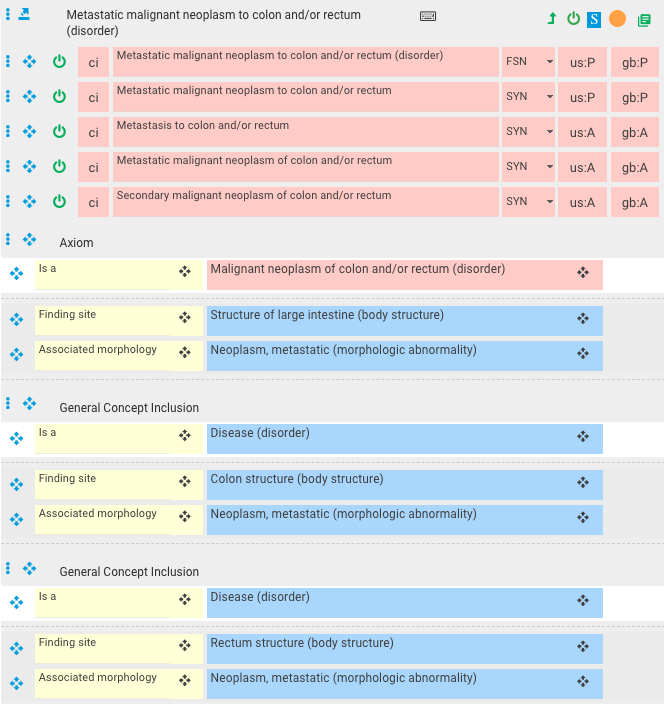 Metastatic malignant neoplasm to colon and/or rectum
(disorder)
S
ci Metastatic malignant neoplasm to colon and/or rectum (disorder) FSN us:P gb:P
ci Metastatic malignant neoplasm to colon and/or rectum SYN us:P gb:P
ci Metastasis to colon and/or rectum SYN us:A gb:A
ci Metastatic malignant neoplasm of colon and/or rectum SYN us:A gb:A
ci Secondary malignant neoplasm of colon and/or rectum SYN us:A gb:A
Axiom
Is a Malignant neoplasm of colon and/or rectum (disorder)
Finding site Structure of large intestine (body structure)
Associated morphology Neoplasm, metastatic (morphologic abnormality)
General Concept Inclusion
Is a Disease (disorder)
Finding site Colon structure (body structure)
Associated morphology Neoplasm, metastatic (morphologic abnormality)
General Concept Inclusion
Is a Disease (disorder)
Finding site Rectum structure (body structure)
Associated morphology Neoplasm, metastatic (morphologic abnormality)